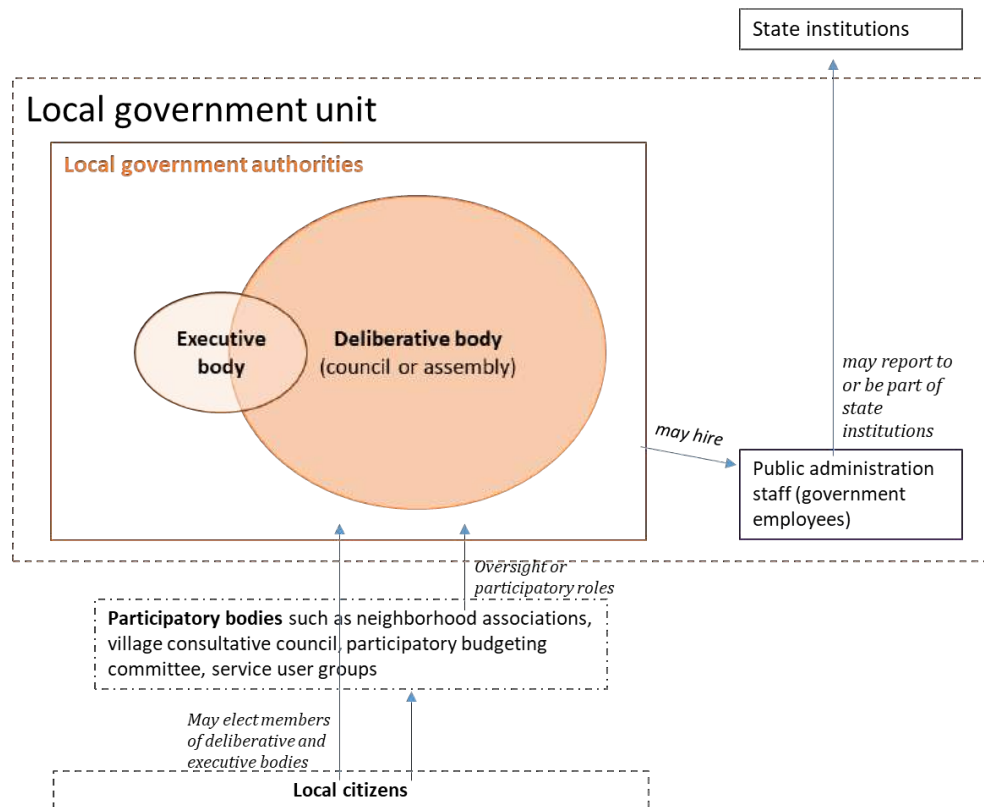 State institutions
Local government unit
Local government authorities
Executive
body
Deliberative body
(council or assembly)
may report to
or be part of
state
institutions
may hire
Public administration
staff (government
employees)
Oversight or
participatory roles
Participatory bodies such as neighborhood associations,
village consultative council, participatory budgeting
committee, service user groups
May elect members
of deliberative and
executive bodies
Local citizens